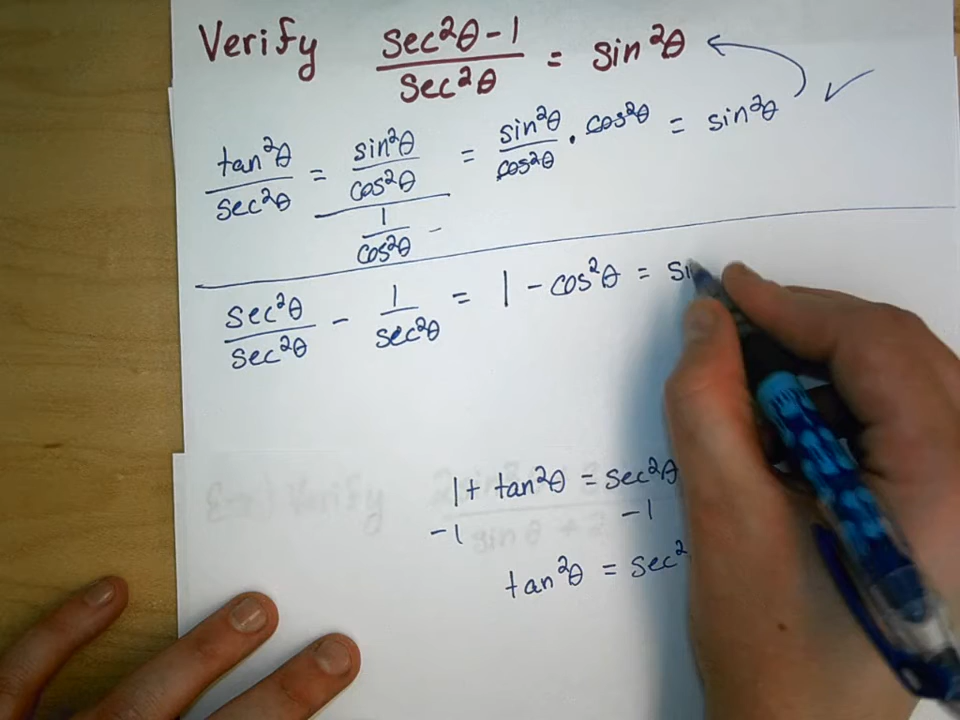 Verify (sec²θ-1)/(sec²θ) = sin²θ ✓
tan²θ/sec²θ = (sin²θ/cos²θ)/(1/cos²θ) = sin²θ/cos²θ · cos²θ = sin²θ
sec²θ/sec²θ - 1/sec²θ = 1 - cos²θ = si
1 + tan²θ = sec²θ
-1 -1
tan²θ = sec²